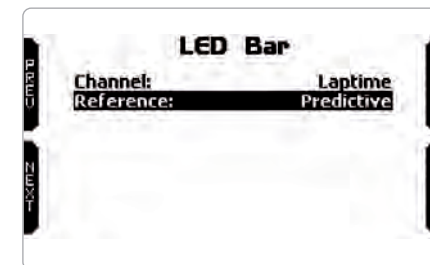 LED Bar
PREV
Channel: Laptime
Reference: Predictive
NEXT